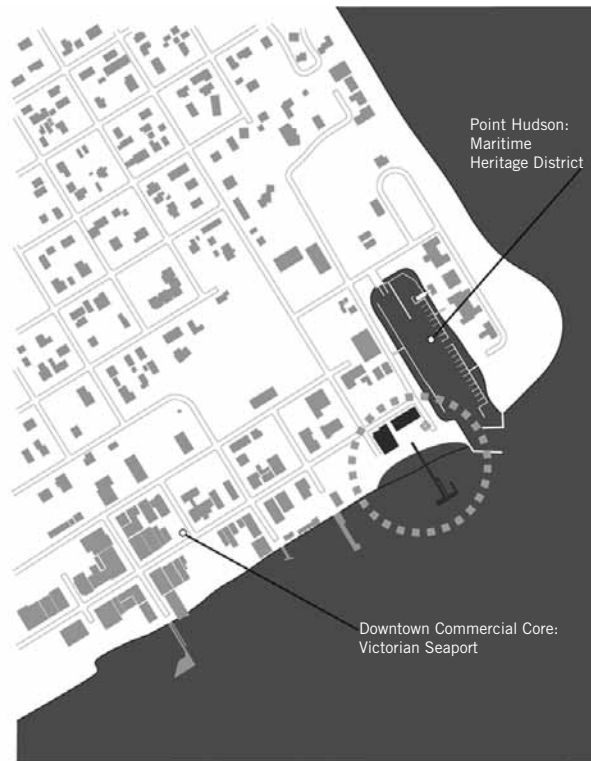 Point Hudson:
Maritime
Heritage District
Downtown Commercial Core:
Victorian Seaport